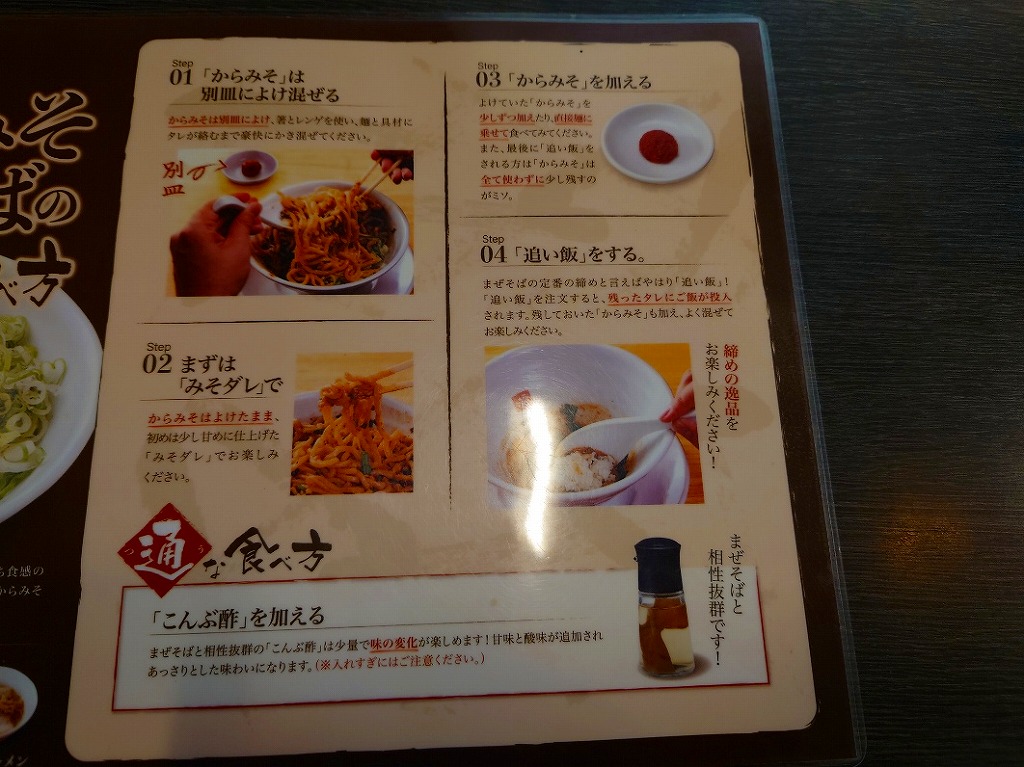 みそ
ばの
べ方
Step
01「からみそ」は
別皿によけ混ぜる
からみそは別皿によけ、箸とレンゲを使い、麺と具材に
タレが絡むまで豪快にかき混ぜてください。
別皿
Step
02 まずは
「みそダレ」で
からみそはよけたまま、
初めは少し甘めに仕上げた
「みそダレ」でお楽しみ
ください。
Step
03「からみそ」を加える
よけていた「からみそ」を
少しずつ加えたり、直接麺に
乗せて食べてみてください。
また、最後に「追い飯」を
される方は「からみそ」は
全て使わずに少し残すの
がミソ。
Step
04「追い飯」をする。
まぜそばの定番の締めと言えばやはり「追い飯」!
「追い飯」を注文すると、残ったタレにご飯が投入
されます。残しておいた「からみそ」も加え、よく混ぜて
お楽しみください。
締めの逸品を
お楽しみください!
通な食べ方
つう
「こんぶ酢」を加える
まぜそばと相性抜群の「こんぶ酢」は少量で味の変化が楽しめます!甘味と酸味が追加され
あっさりとした味わいになります。(※入れすぎにはご注意ください。)
まぜそばと
相性抜群です!
ち食感の
からみそ
ーメン